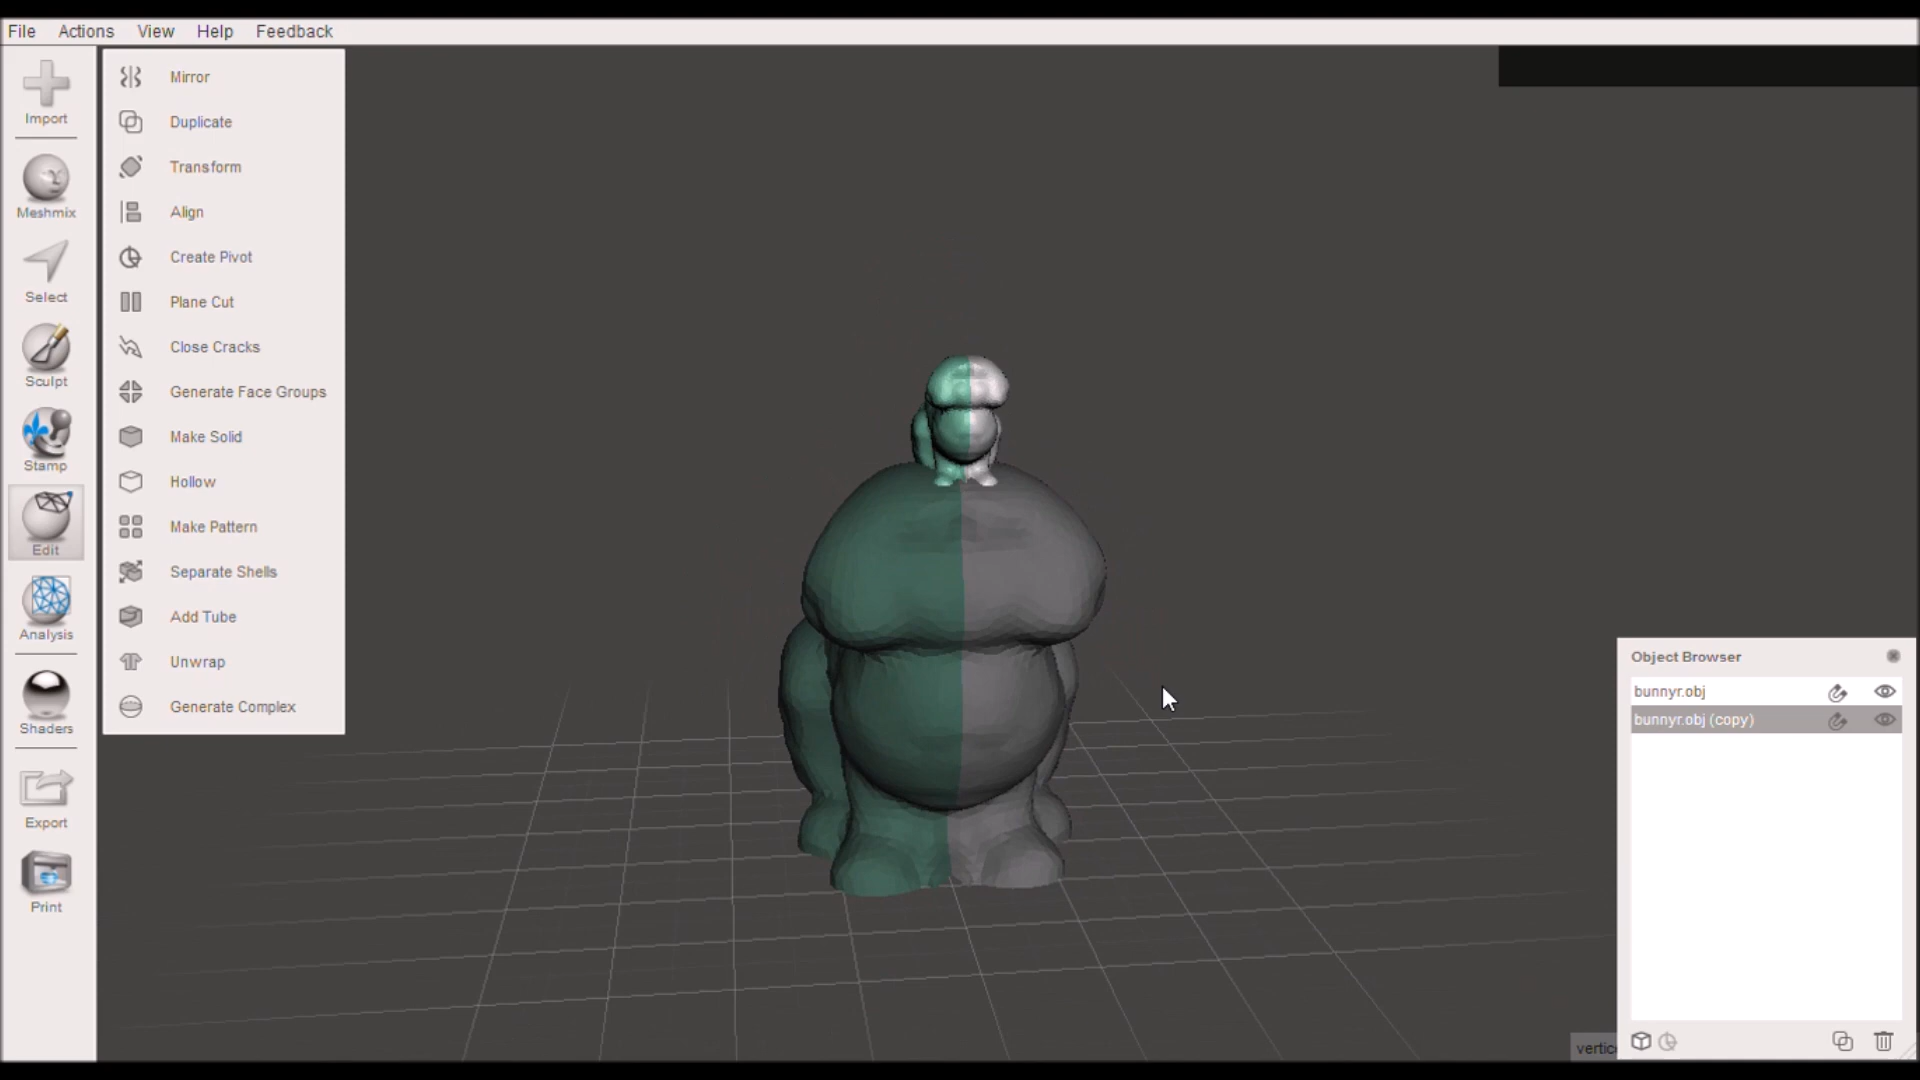 File Actions View Help Feedback
Import
Meshmix
Select
Sculpt
Stamp
Edit
Analysis
Shaders
Export
Print
Mirror
Duplicate
Transform
Align
Create Pivot
Plane Cut
Close Cracks
Generate Face Groups
Make Solid
Hollow
Make Pattern
Separate Shells
Add Tube
Unwrap
Generate Complex
Object Browser
bunnyr.obj
bunnyr.obj (copy)